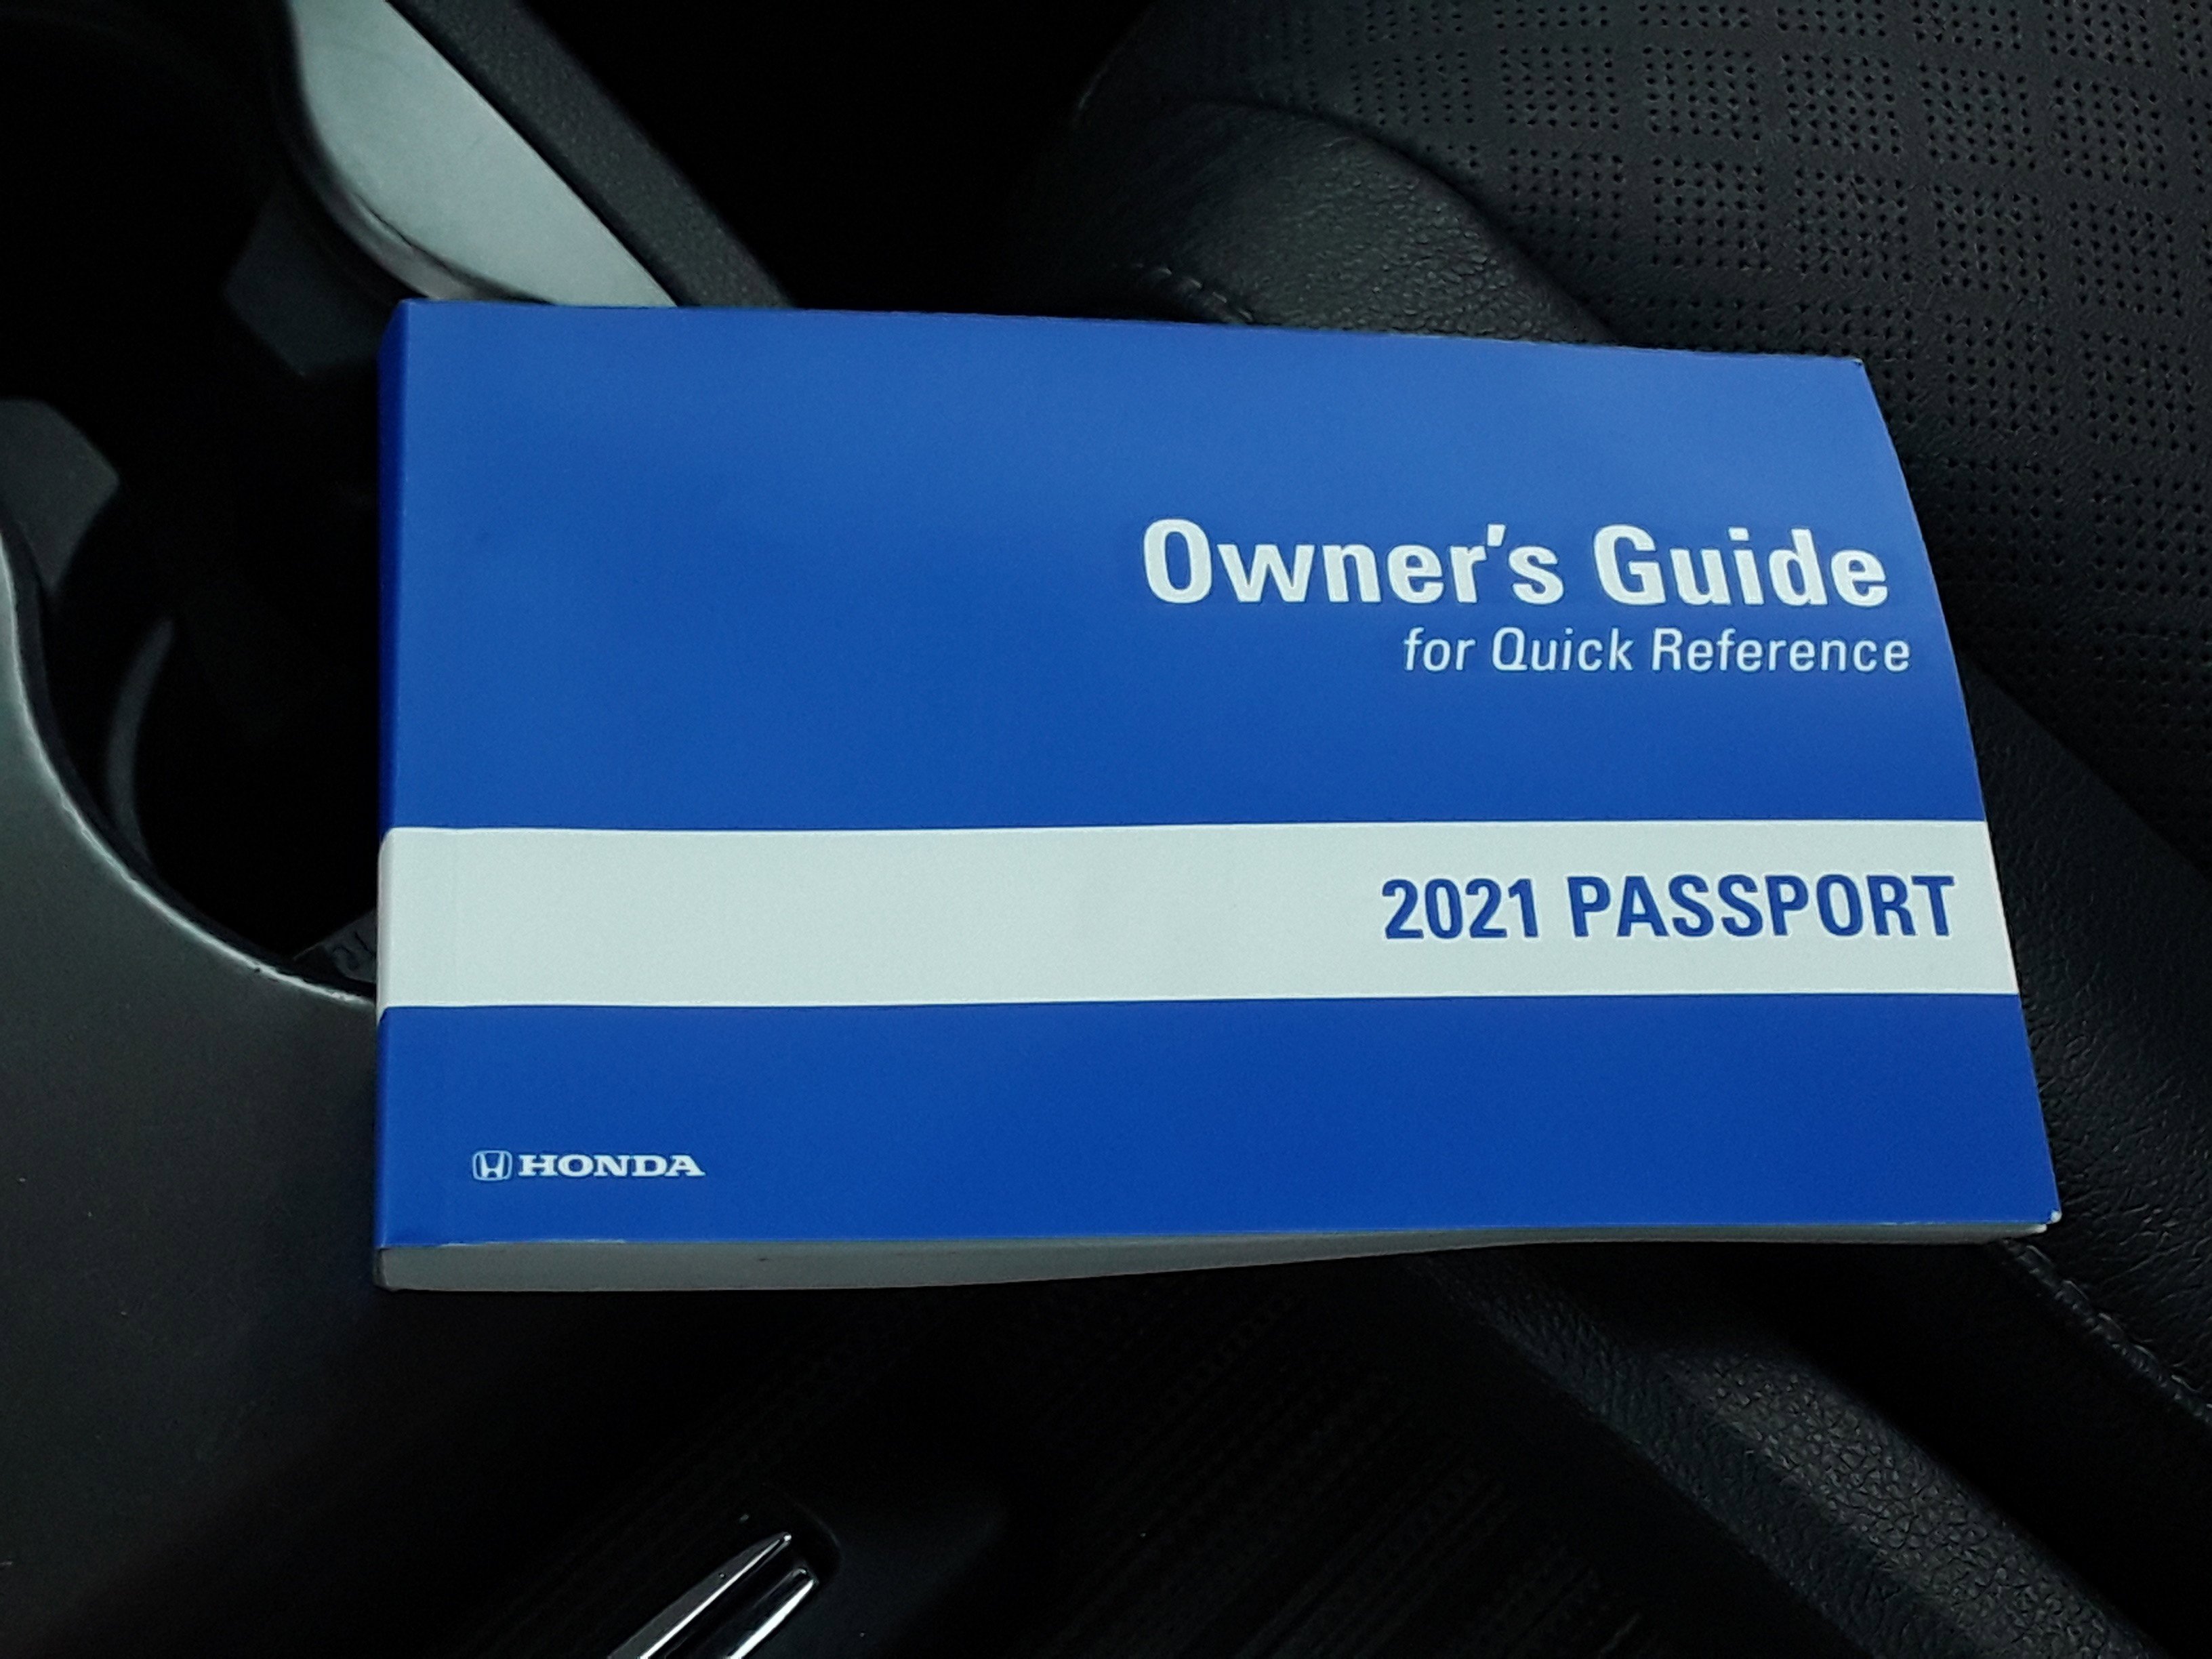 Owner's Guide
for Quick Reference
2021 PASSPORT
HONDA